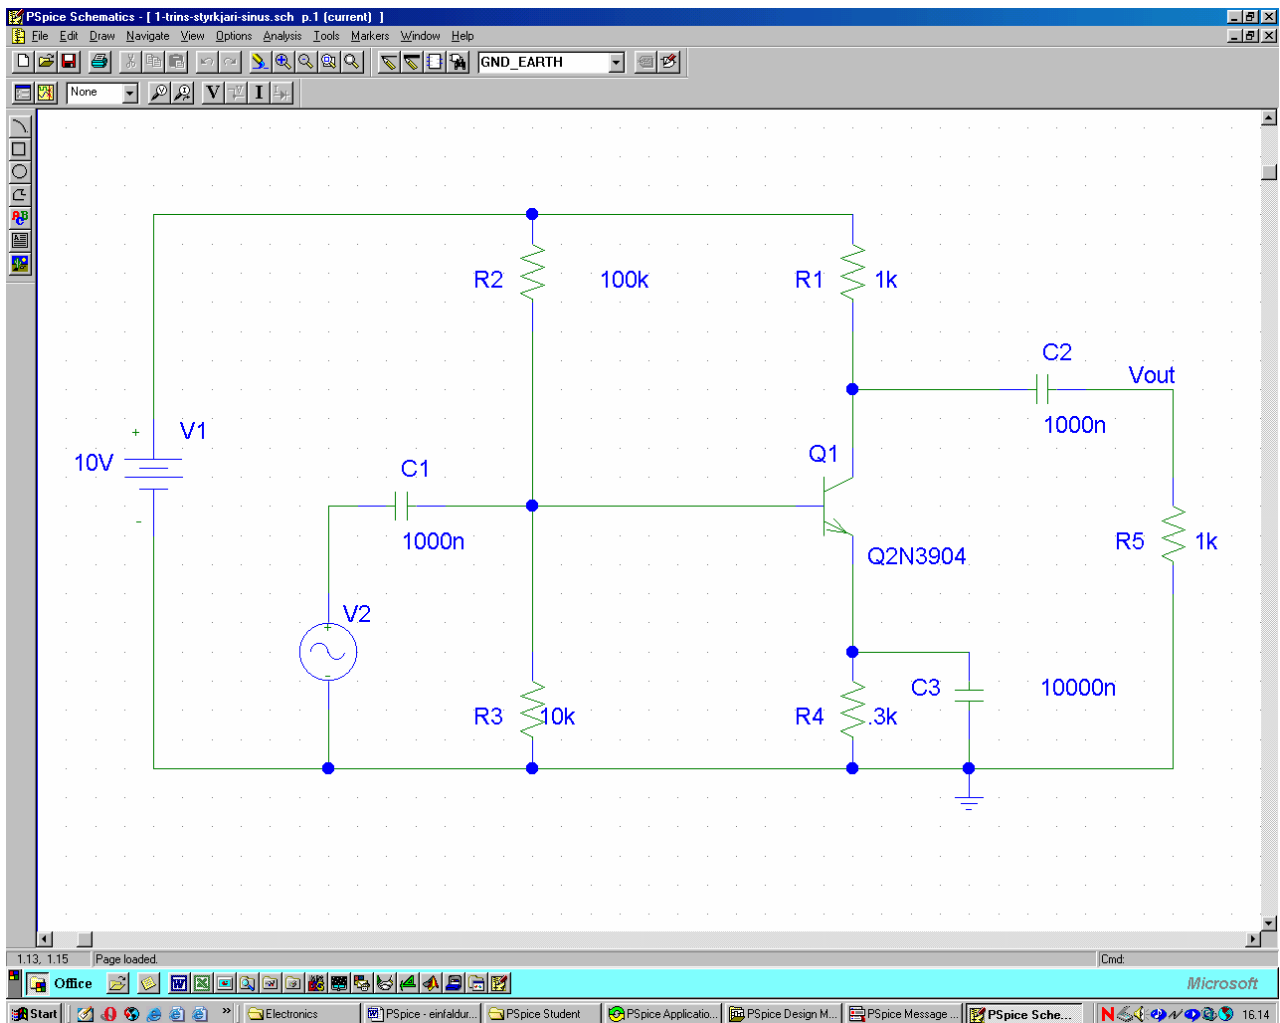 PSpice Schematics - [ 1-trins-styrkjari-sinus.sch p.1 (current) ]
File Edit Draw Navigate View Options Analysis Tools Markers Window Help
GND_EARTH
None V I
R2 100k R1 1k
C2
Vout
1000n
+ V1
10V
-
C1
1000n
Q1
Q2N3904
R5 1k
V2
+
-
R3 10k
R4 .3k
C3 10000n
1.13, 1.15 Page loaded. Cmd:
Office Microsoft
Start » Electronics PSpice - einfaldur... PSpice Student PSpice Applicatio... PSpice Design M... PSpice Message ... PSpice Sche... N 16.14